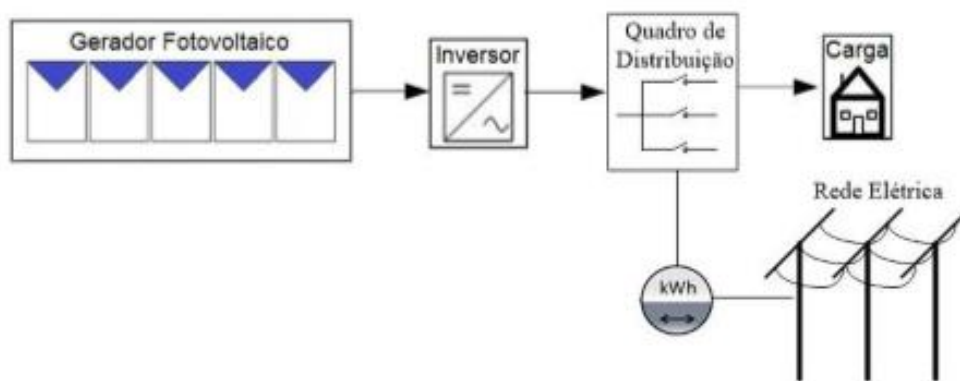 Gerador Fotovoltaico
Inversor
Quadro de
Distribuição
Carga
Rede Elétrica
kWh